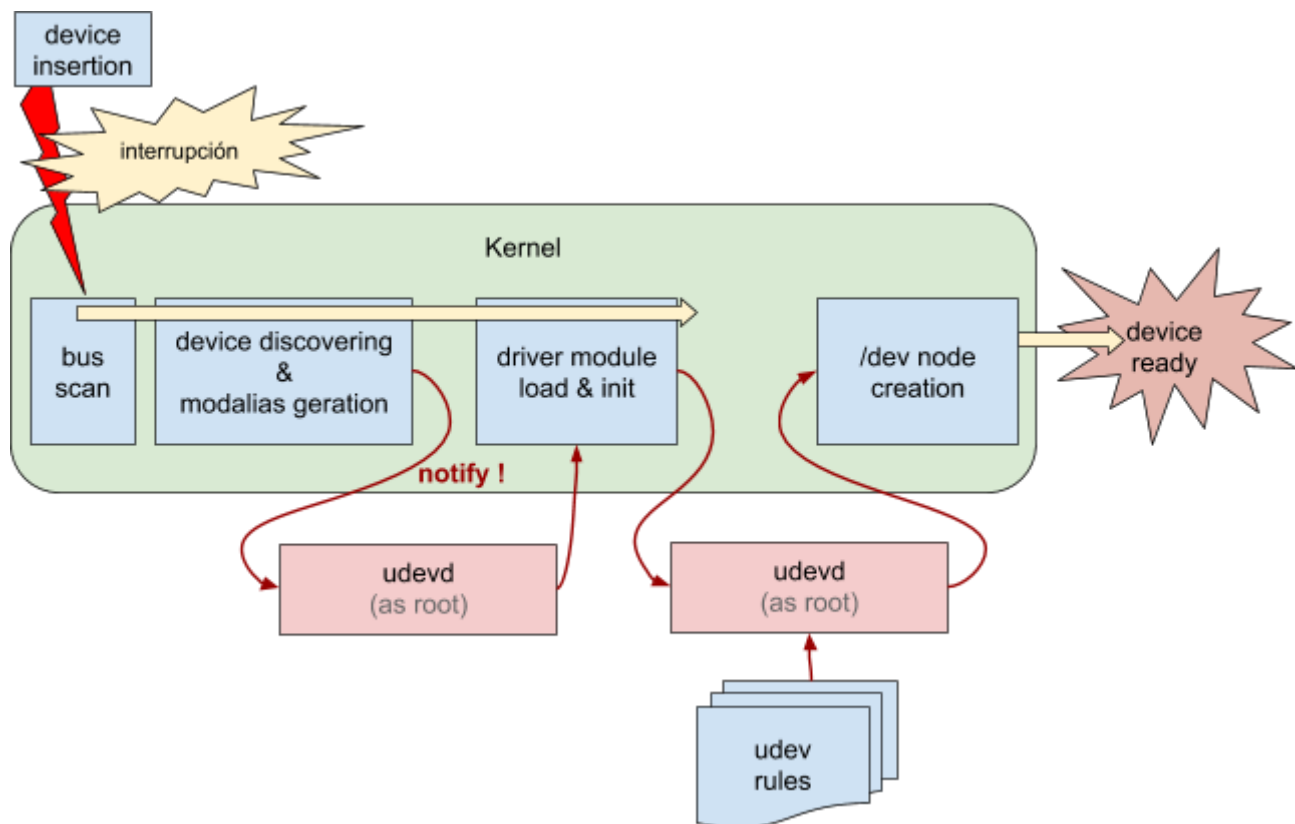 device
insertion
interrupción
Kernel
bus
scan
device discovering
&
modalias geration
driver module
load & init
/dev node
creation
device
ready
notify !
udevd
(as root)
udevd
(as root)
udev
rules